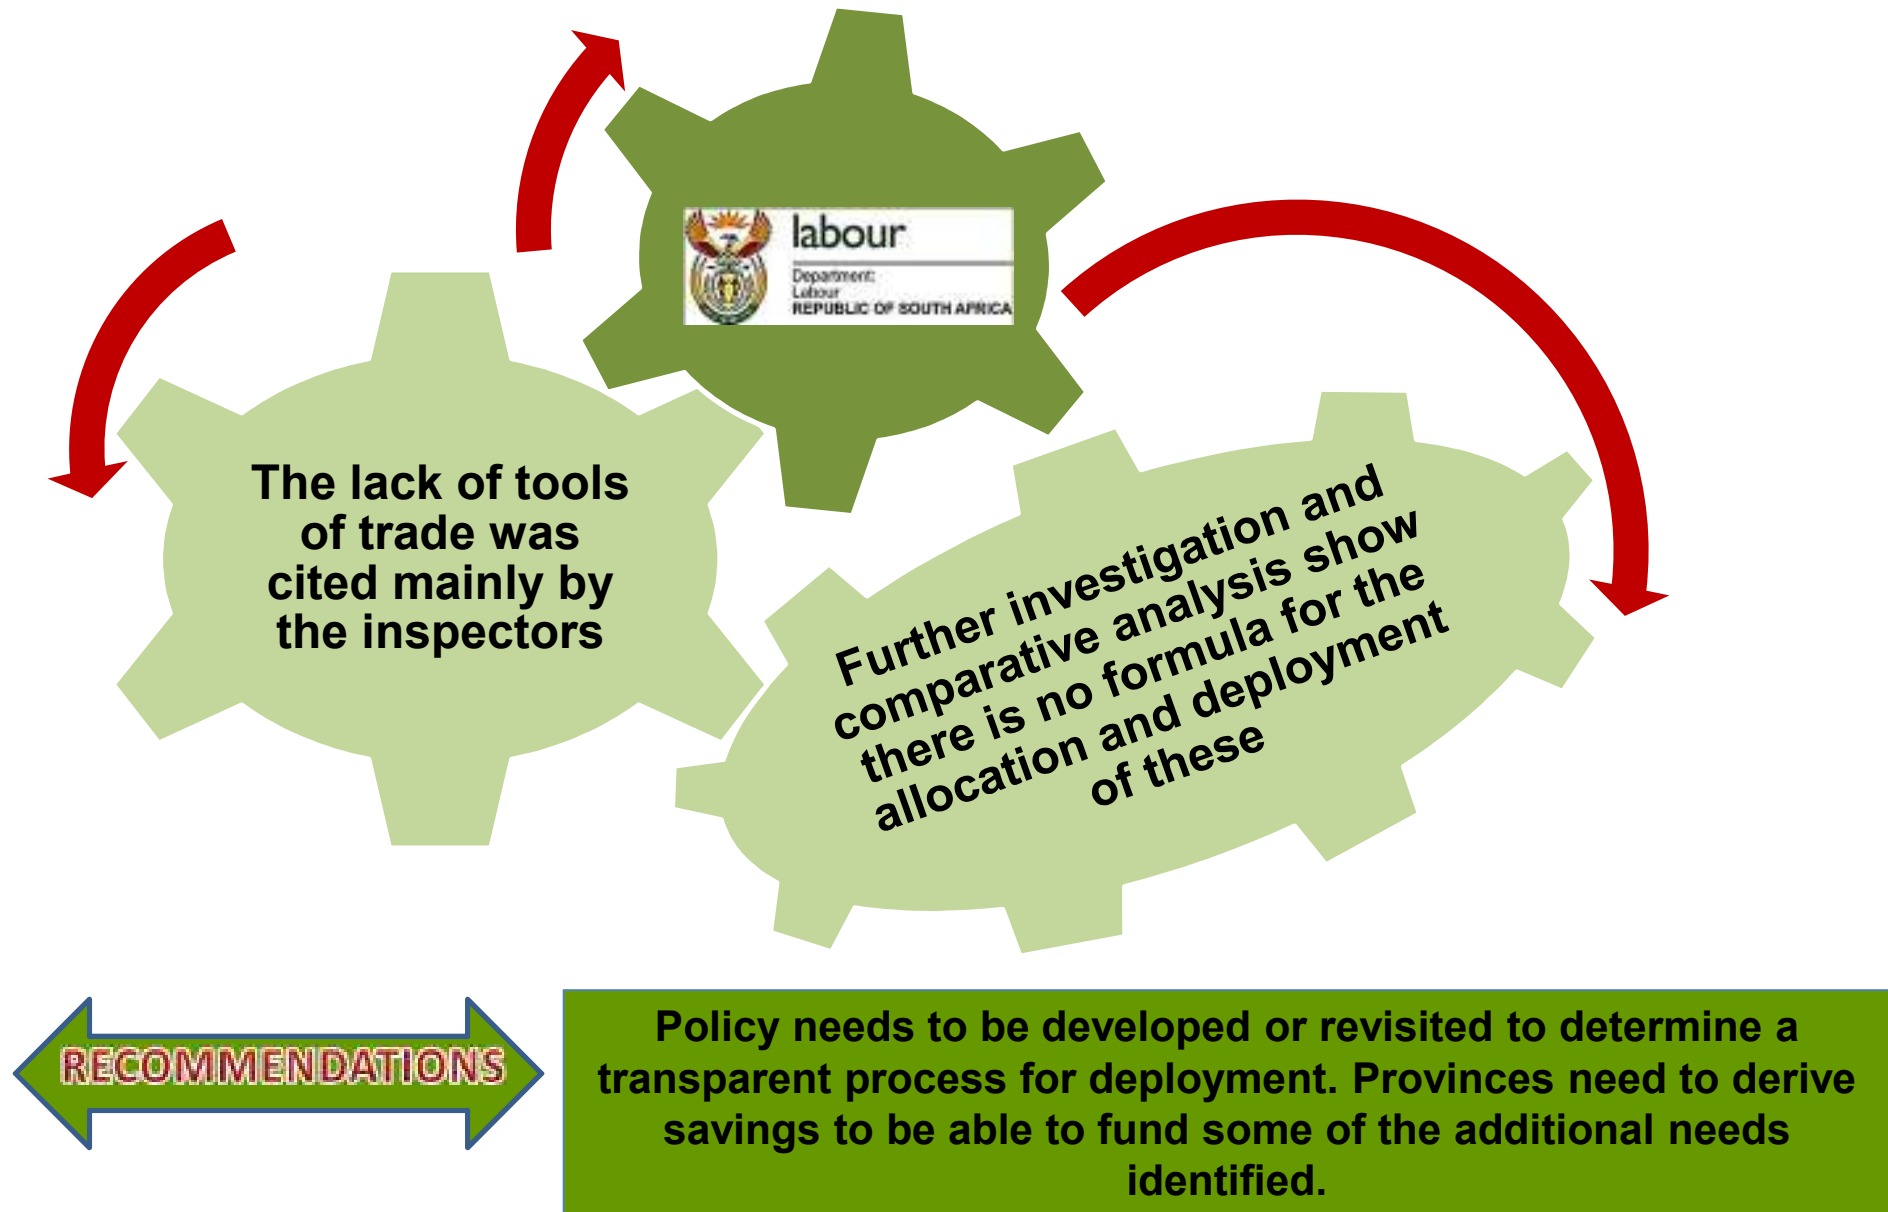 labour
Department:
Labour
REPUBLIC OF SOUTH AFRICA
The lack of tools
of trade was
cited mainly by
the inspectors
Further investigation and
comparative analysis show
there is no formula for the
allocation and deployment
of these
RECOMMENDATIONS
Policy needs to be developed or revisited to determine a
transparent process for deployment. Provinces need to derive
savings to be able to fund some of the additional needs
identified.